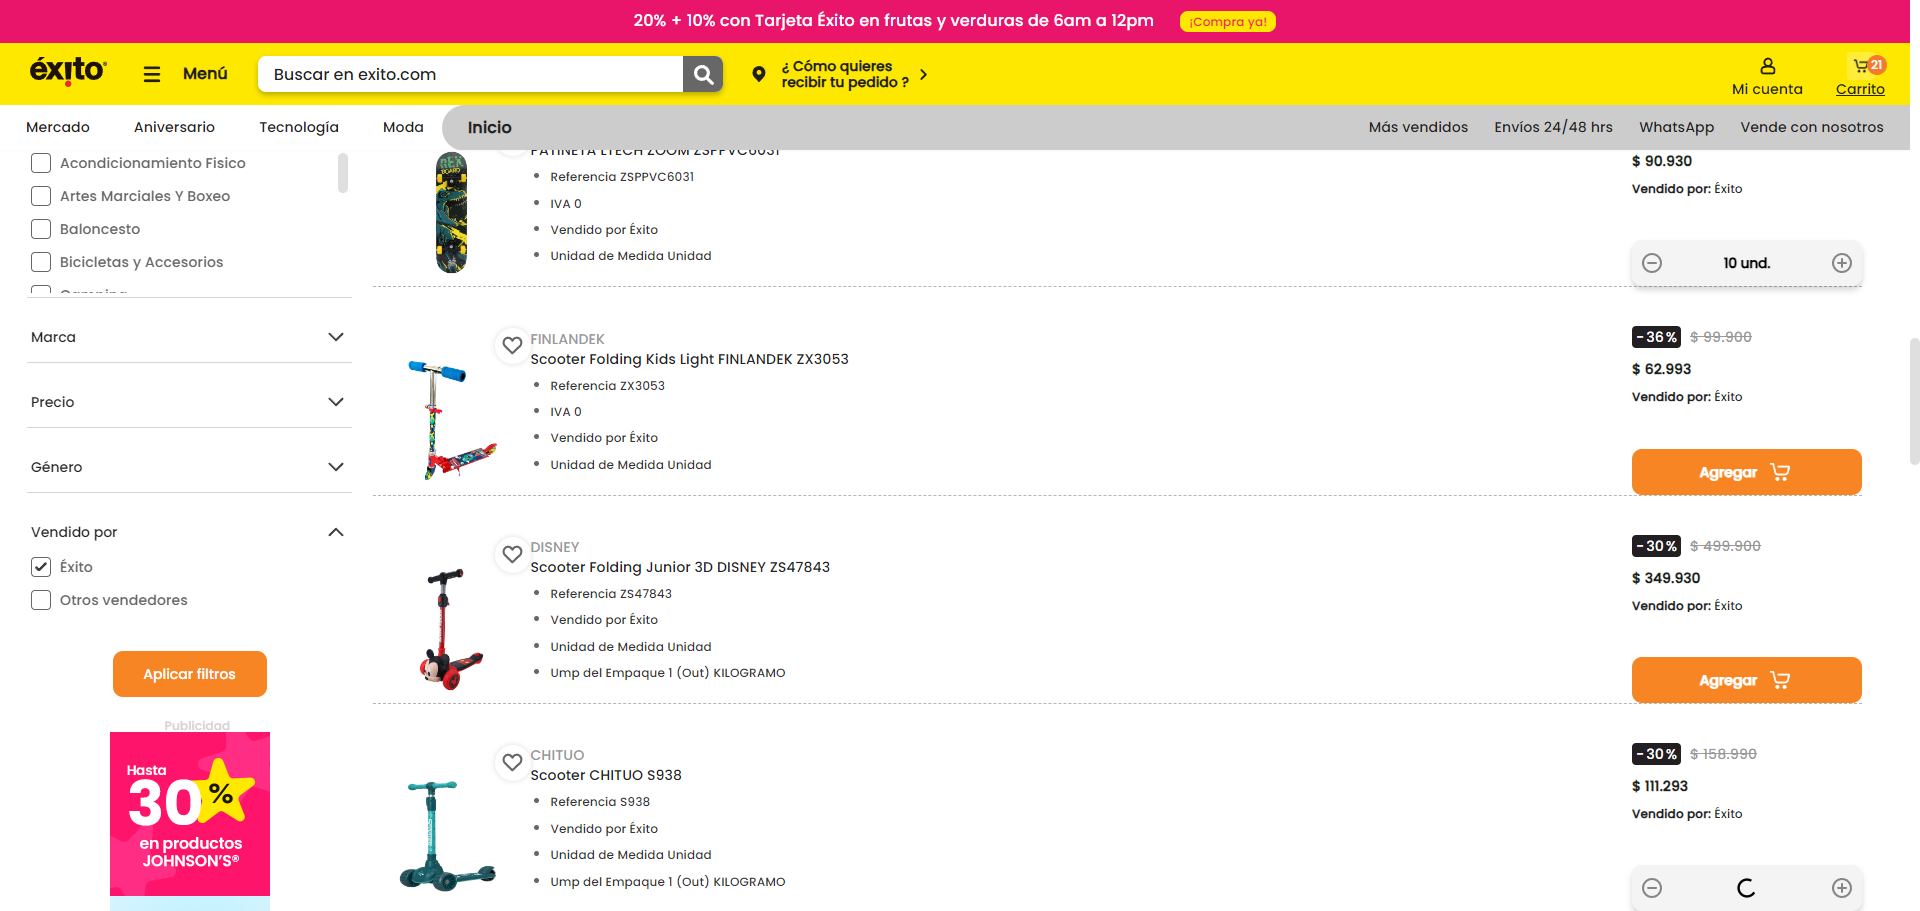 20% + 10% con Tarjeta Éxito en frutas y verduras de 6am a 12pm
¡Compra ya!
éxito
Menú
Buscar en exito.com
¿ Cómo quieres
recibir tu pedido ?
Mi cuenta
21
Carrito
Mercado
Aniversario
Tecnología
Moda
Inicio
Más vendidos
Envíos 24/48 hrs
WhatsApp
Vende con nosotros
Acondicionamiento Fisico
Artes Marciales Y Boxeo
Baloncesto
Bicicletas y Accesorios
Marca
Precio
Género
Vendido por
Éxito
Otros vendedores
Aplicar filtros
Publicidad
Hasta
30%
en productos
JOHNSON'S®
REX
BOARD
PATINETA LTECH ZOOM ZSPPVC6031
Referencia ZSPPVC6031
IVA 0
Vendido por Éxito
Unidad de Medida Unidad
$ 90.930
Vendido por: Éxito
10 und.
FINLANDEK
Scooter Folding Kids Light FINLANDEK ZX3053
Referencia ZX3053
IVA 0
Vendido por Éxito
Unidad de Medida Unidad
-36% $ 99.900
$ 62.993
Vendido por: Éxito
Agregar
DISNEY
Scooter Folding Junior 3D DISNEY ZS47843
Referencia ZS47843
Vendido por Éxito
Unidad de Medida Unidad
Ump del Empaque 1 (Out) KILOGRAMO
-30% $ 499.900
$ 349.930
Vendido por: Éxito
Agregar
CHITUO
Scooter CHITUO S938
Referencia S938
Vendido por Éxito
Unidad de Medida Unidad
Ump del Empaque 1 (Out) KILOGRAMO
-30% $ 158.990
$ 111.293
Vendido por: Éxito